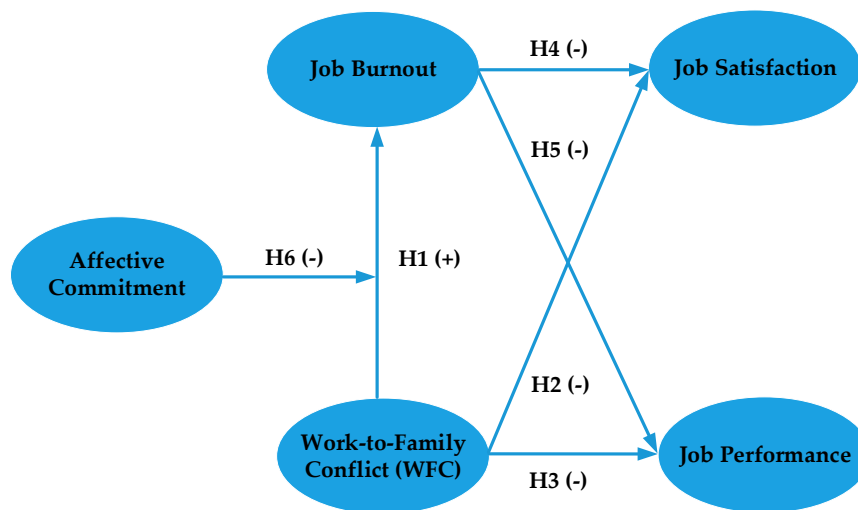 H4 (-)
Job Burnout
Job Satisfaction
H5 (-)
H6 (-)
H1 (+)
Affective
Commitment
H2 (-)
Work-to-Family
Conflict (WFC)
Job Performance
H3 (-)